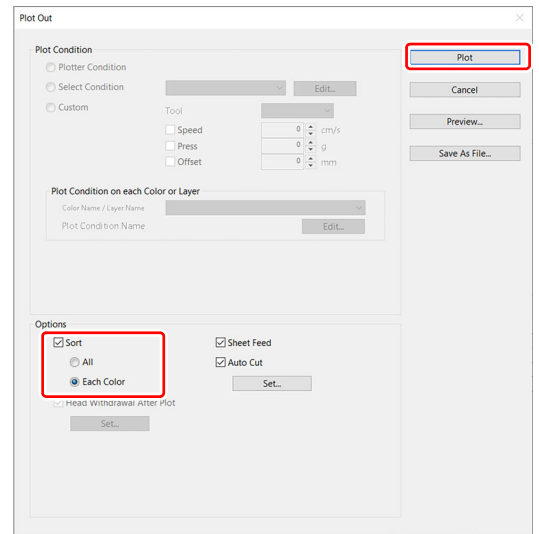 Plot Out
Plot Condition
Plotter Condition
Select Condition
Edit...
Custom
Tool
Speed
0
cm/s
Press
0
g
Offset
0
mm
Plot Condition on each Color or Layer
Color Name / Layer Name
Plot Condition Name
Edit...
Plot
Cancel
Preview...
Save As File...
Options
Sort
Sheet Feed
All
Auto Cut
Each Color
Set...
Head Withdrawal After Plot
Set...